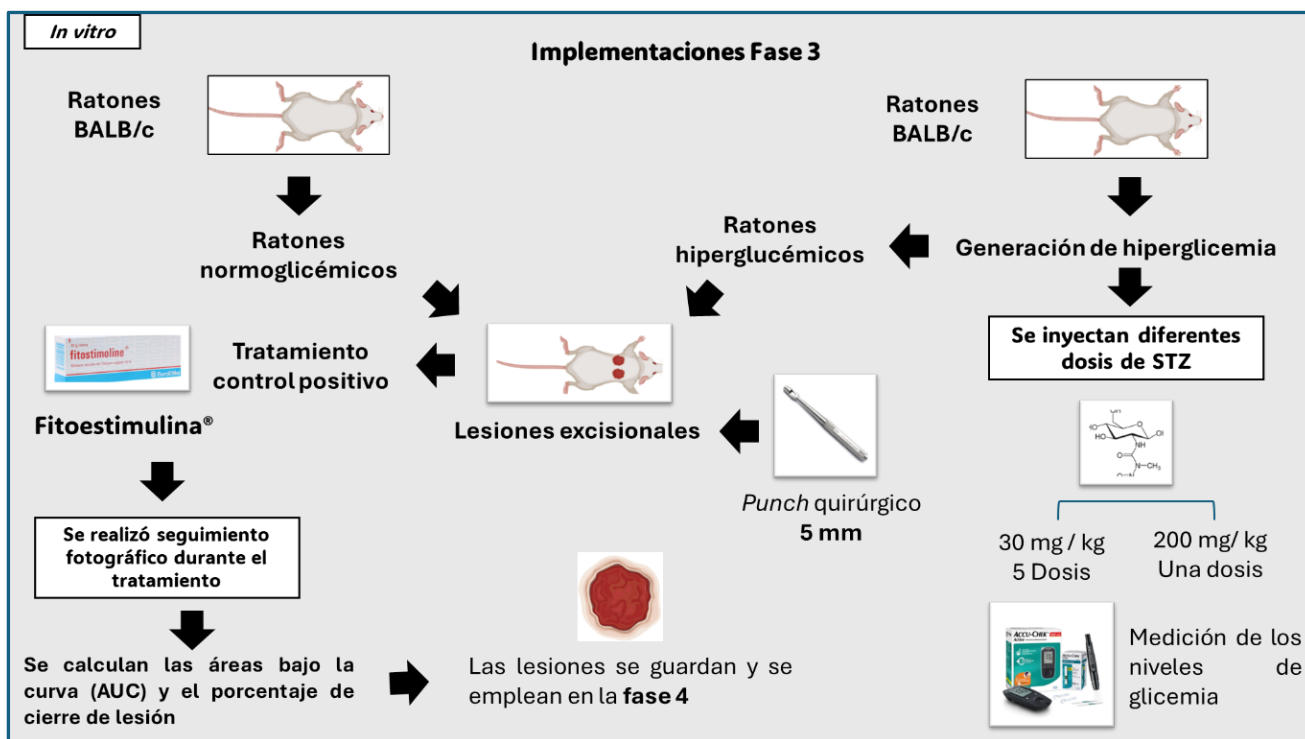 In vitro
Implementaciones Fase 3
Ratones
BALB/c
Ratones
BALB/c
Ratones
normoglicémicos
Ratones
hiperglucémicos
Generación de hiperglicemia
Se inyectan diferentes
dosis de STZ
fitostimoline®
Tratamiento
control positivo
Fitoestimulina®
Lesiones excisionales
Punch quirúrgico
5 mm
HO
OH
NH
O
N
CH₃
30 mg / kg
5 Dosis
200 mg/ kg
Una dosis
Se realizó seguimiento
fotográfico durante el
tratamiento
Se calculan las áreas bajo la
curva (AUC) y el porcentaje de
cierre de lesión
Las lesiones se guardan y se
emplean en la fase 4
ACCU-CHEK
Medición de los
niveles de
glicemia